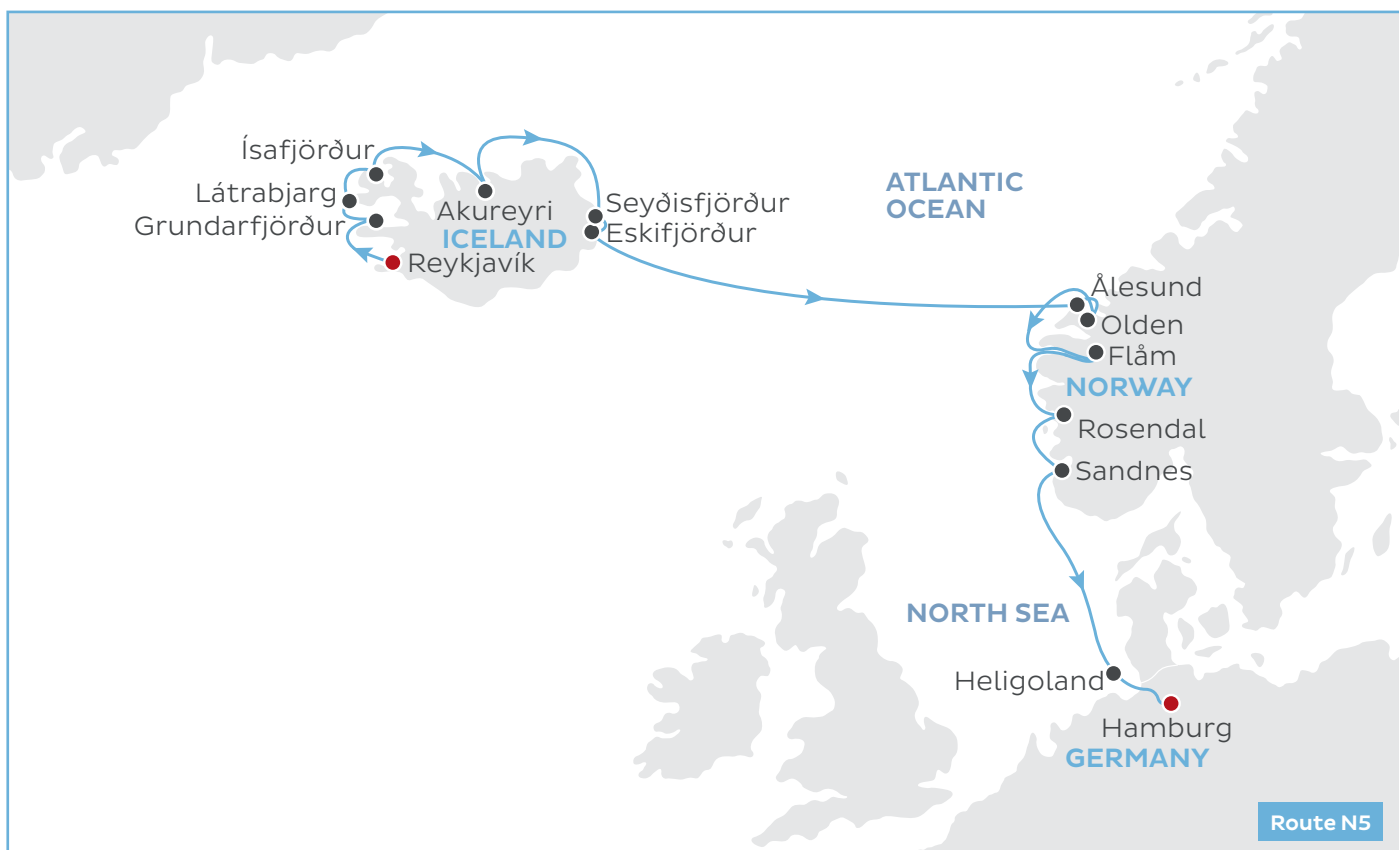 Ísafjörður
Látrabjarg
Grundarfjörður
Akureyri
ICELAND
Reykjavík
Seyðisfjörður
Eskifjörður
ATLANTIC
OCEAN
Ålesund
Olden
Flåm
NORWAY
Rosendal
Sandnes
NORTH SEA
Heligoland
Hamburg
GERMANY
Route N5